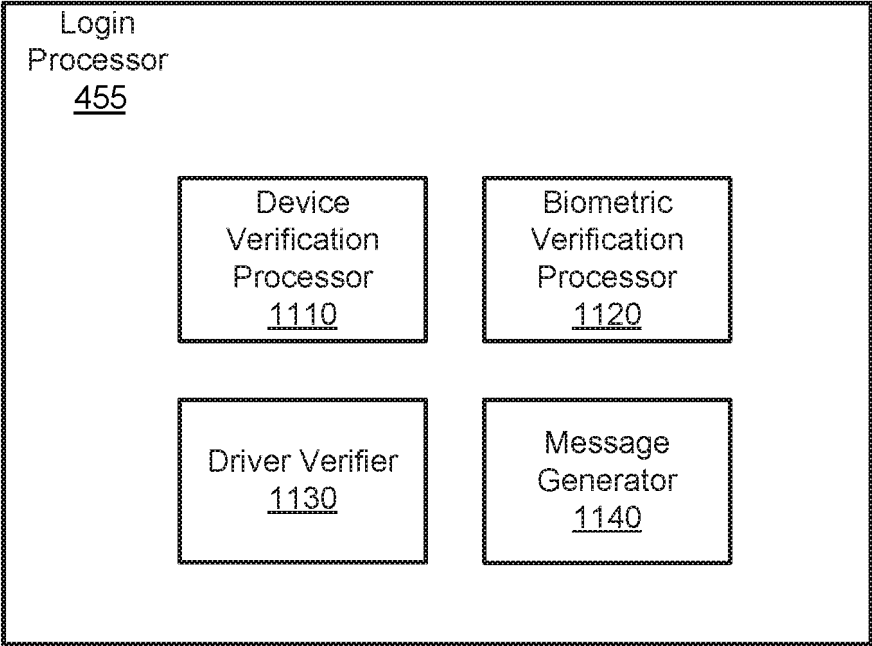 Login
Processor
455
Device
Verification
Processor
1110
Biometric
Verification
Processor
1120
Driver Verifier
1130
Message
Generator
1140